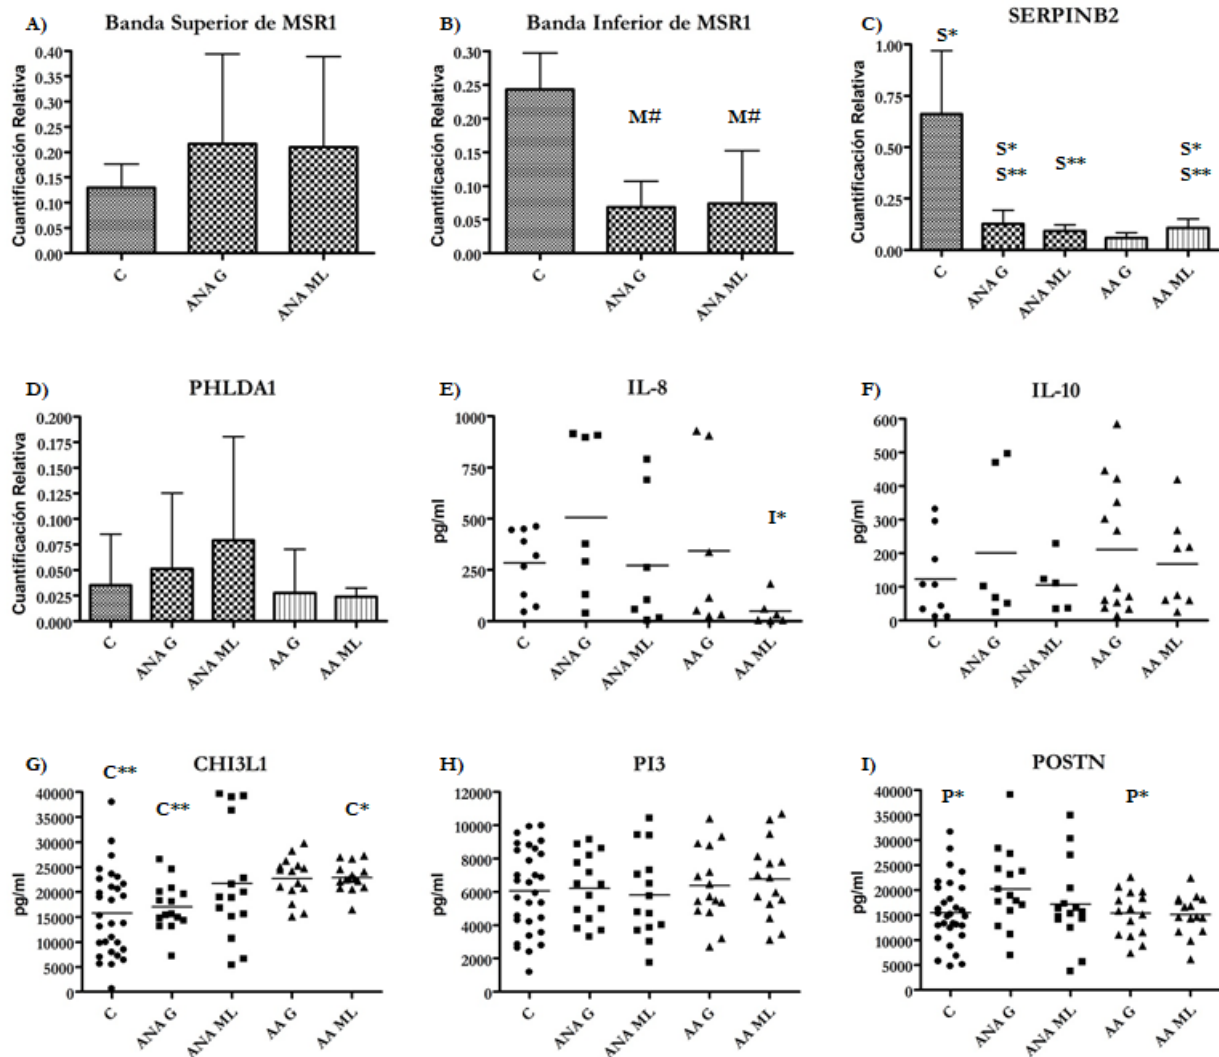 A) Banda Superior de MSR1
Cuantificación Relativa
0.40
0.35
0.30
0.25
0.20
0.15
0.10
0.05
0.00
C
ANA G
ANA ML
B) Banda Inferior de MSR1
Cuantificación Relativa
0.30
0.25
0.20
0.15
0.10
0.05
0.00
M# M#
C
ANA G
ANA ML
C) SERPINB2
Cuantificación Relativa
1.00
0.75
0.50
0.25
0.00
S*
S* S**
S**
S* S**
C
ANA G
ANA ML
AA G
AA ML
D) PHLDA1
Cuantificación Relativa
0.200
0.175
0.150
0.125
0.100
0.075
0.050
0.025
0.000
C
ANA G
ANA ML
AA G
AA ML
E) IL-8
pg/ml
1000
750
500
250
0
I*
C
ANA G
ANA ML
AA G
AA ML
F) IL-10
pg/ml
600
500
400
300
200
100
0
C
ANA G
ANA ML
AA G
AA ML
G) CHI3L1
pg/ml
40000
35000
30000
25000
20000
15000
10000
5000
0
C**
C**
C*
C
ANA G
ANA ML
AA G
AA ML
H) PI3
pg/ml
12000
10000
8000
6000
4000
2000
0
C
ANA G
ANA ML
AA G
AA ML
I) POSTN
pg/ml
40000
35000
30000
25000
20000
15000
10000
5000
0
P* P*
C
ANA G
ANA ML
AA G
AA ML